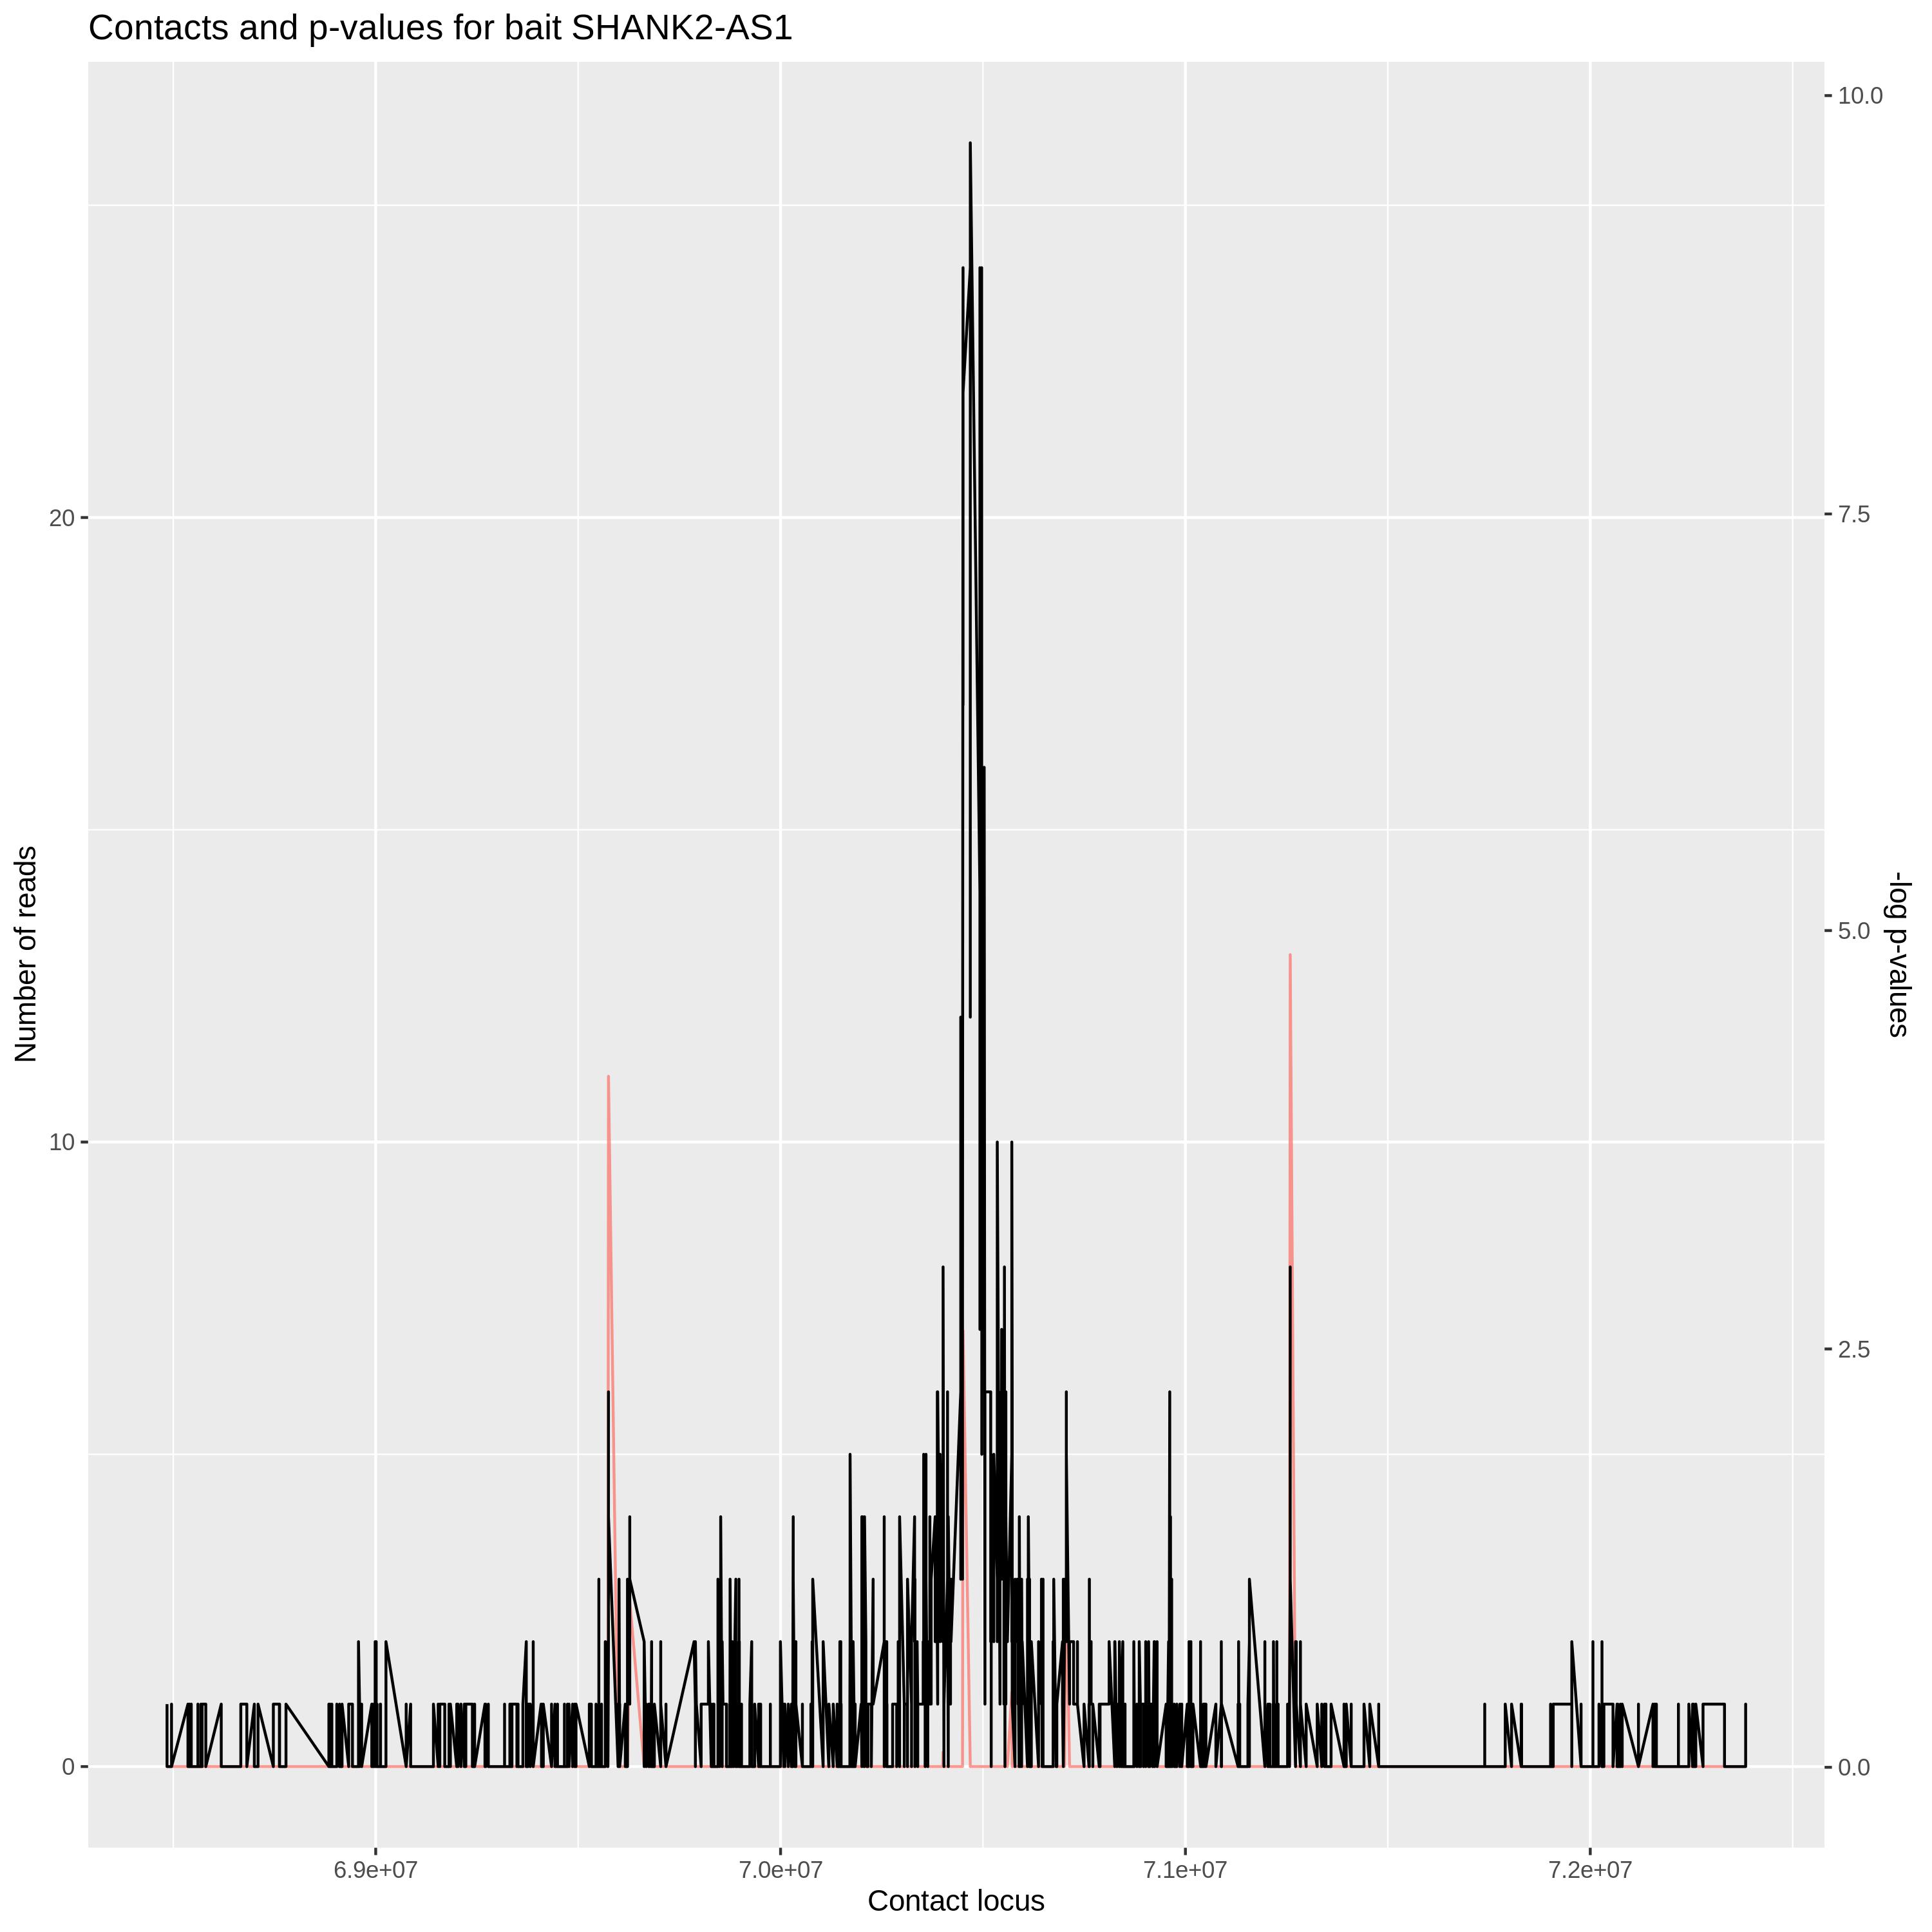 Contacts and p-values for bait SHANK2-AS1
10.0
20
7.5
Number of reads
-log p-values
5.0
10
2.5
0
0.0
6.9e+07
7.0e+07
7.1e+07
7.2e+07
Contact locus